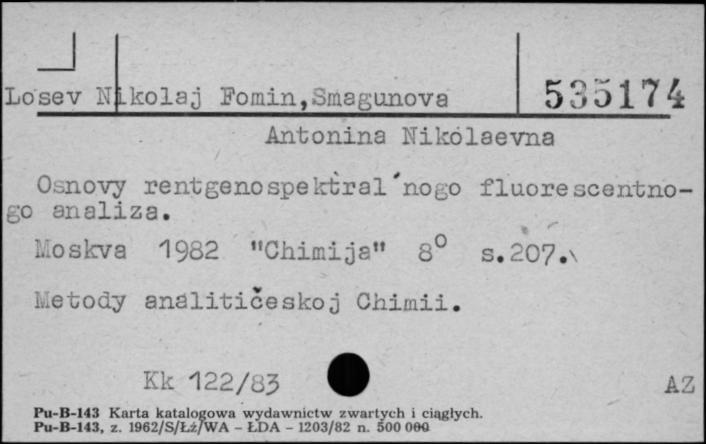 Losev Nikolaj Fomin,Smagunova 535174
Antonina Nikolaevna
Osnovy rentgenospektral'nogo fluorescentno-
go analiza.
Moskva 1982 "Chimija" 8° s.207.
Metody analitičeskoj Chimii.
Kk 122/83 AZ
Pu-B-143 Karta katalogowa wydawnictw zwartych i ciągłych.
Pu-B-143, z. 1962/S/Łż/WA – ŁDA – 1203/82 n. 500 000